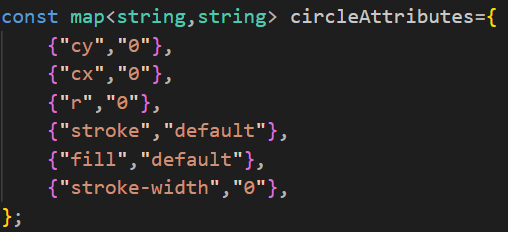 const map<string,string> circleAttributes={
    {"cy","0"},
    {"cx","0"},
    {"r","0"},
    {"stroke","default"},
    {"fill","default"},
    {"stroke-width","0"},
};